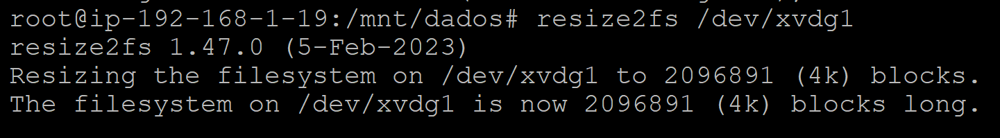 root@ip-192-168-1-19:/mnt/dados# resize2fs /dev/xvdg1
resize2fs 1.47.0 (5-Feb-2023)
Resizing the filesystem on /dev/xvdg1 to 2096891 (4k) blocks.
The filesystem on /dev/xvdg1 is now 2096891 (4k) blocks long.